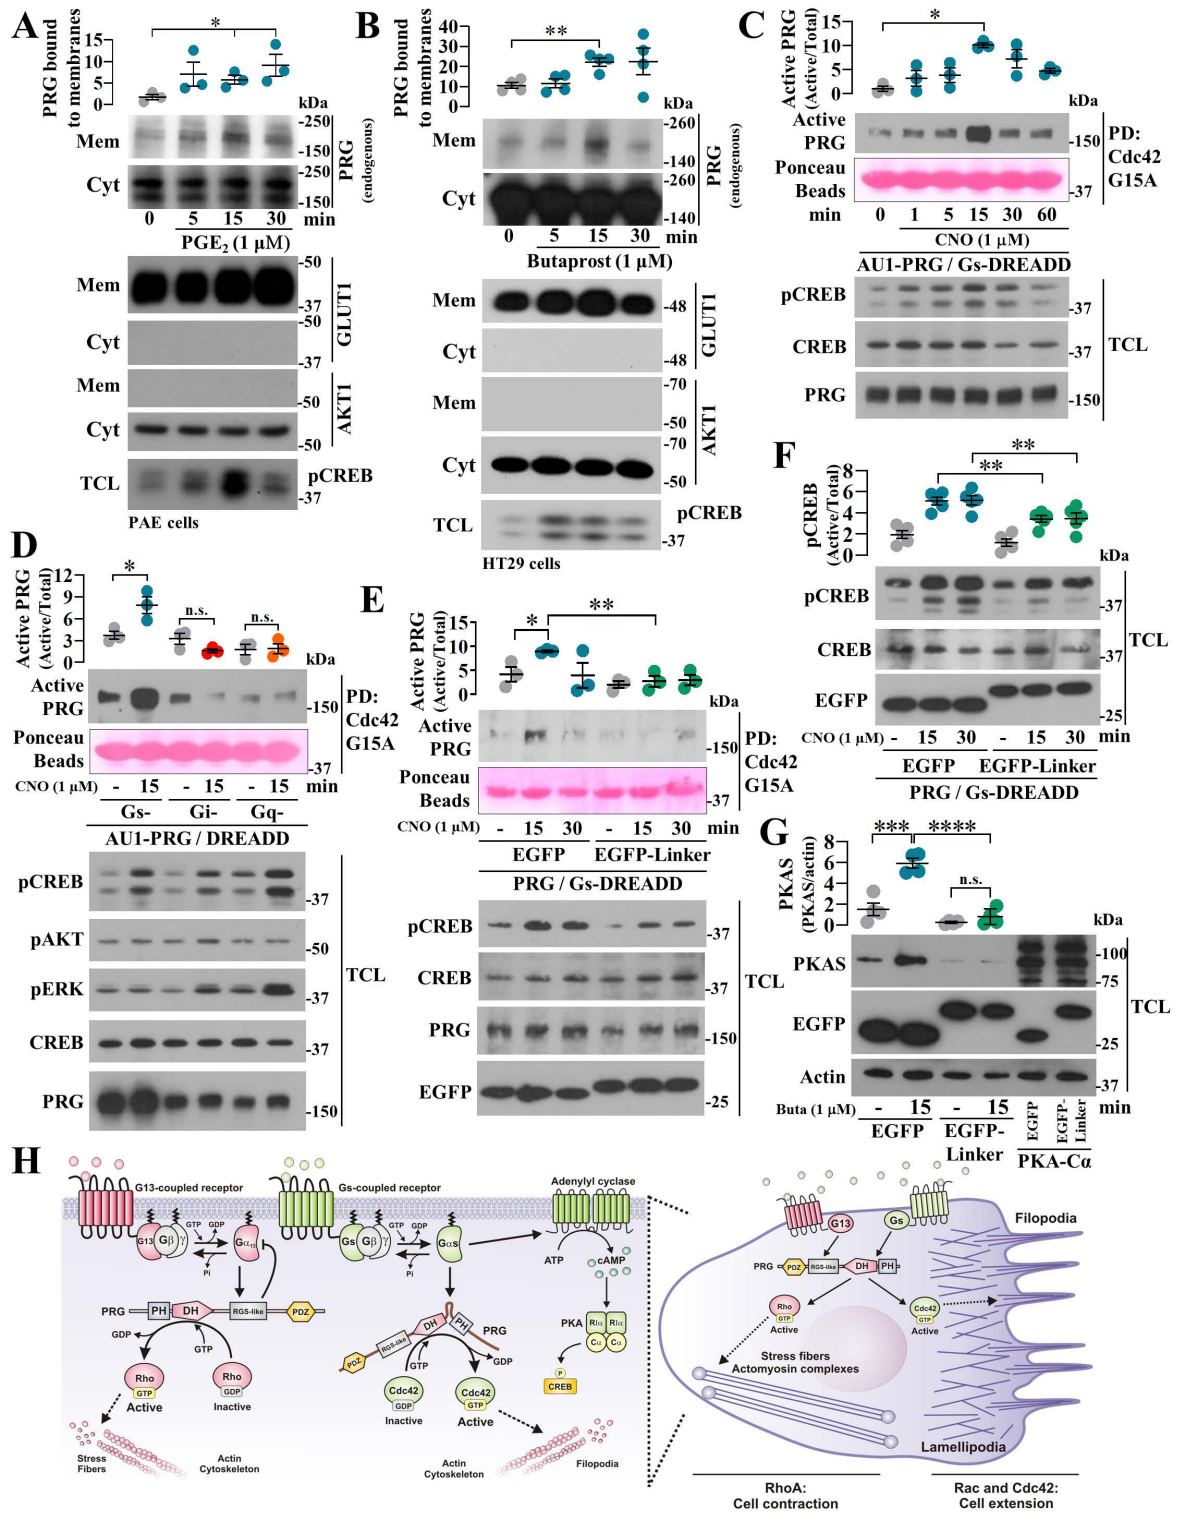 A
PRG bound
to membranes
15
10
5
0
*
kDa
Mem
-250
-150
Cyt
-250
-150
PRG
(endogenous)
0 5 15 30 min
PGE2 (1 µM)
Mem
-50
-37
Cyt
-50
-37
GLUT1
Mem
-50
Cyt
-50
AKT1
TCL
pCREB
-37
PAE cells
B
PRG bound
to membranes
40
30
20
10
0
**
kDa
Mem
-260
-140
Cyt
-260
-140
PRG
(endogenous)
0 5 15 30 min
Butaprost (1 µM)
Mem
-48
Cyt
-48
GLUT1
Mem
-70
-50
Cyt
-70
-50
AKT1
TCL
pCREB
-37
HT29 cells
C
Active PRG
(Active/Total)
15
10
5
0
*
kDa
Active
PRG
-150
Ponceau
Beads
-37
PD:
Cdc42
G15A
min 0 1 5 15 30 60
CNO (1 µM)
AU1-PRG / Gs-DREADD
pCREB
-37
CREB
-37
PRG
-150
TCL
D
Active PRG
(Active/Total)
12
9
6
3
0
*
n.s.
n.s.
kDa
Active
PRG
-150
Ponceau
Beads
-37
PD:
Cdc42
G15A
CNO (1 µM) - 15 - 15 - 15 min
Gs- Gi- Gq-
AU1-PRG / DREADD
pCREB
-37
pAKT
-50
pERK
-37
CREB
-37
PRG
-150
TCL
E
Active PRG
(Active/Total)
15
10
5
0
*
**
kDa
Active
PRG
-150
Ponceau
Beads
-37
PD:
Cdc42
G15A
CNO (1 µM) - 15 30 - 15 30 min
EGFP EGFP-Linker
PRG / Gs-DREADD
pCREB
-37
CREB
-37
PRG
-150
EGFP
-25
TCL
F
pCREB
(Active/Total)
8
6
4
2
0
**
**
kDa
pCREB
-37
CREB
-37
EGFP
-25
TCL
CNO (1 µM) - 15 30 - 15 30 min
EGFP EGFP-Linker
PRG / Gs-DREADD
G
PKAS
(PKAS/actin)
8
6
4
2
0
***
****
n.s.
kDa
PKAS
-100
-75
EGFP
-25
Actin
-37
TCL
Buta (1 µM) - 15 - 15 min
EGFP
EGFP-
Linker
EGFP
EGFP-
Linker
PKA-Cα
H
G13-coupled receptor
G13 Gβ γ
GTP GDP
Pi
Gα13
PRG PH DH RGS-like PDZ
GDP
GTP
Rho
GTP
Active
Rho
GDP
Inactive
Stress
Fibers
Actin
Cytoskeleton
Gs-coupled receptor
Gs Gβ γ
GTP GDP
Pi
Gαs
PDZ RGS-like DH PH PRG
GTP
GDP
Cdc42
GDP
Inactive
Cdc42
GTP
Active
Actin
Cytoskeleton
Filopodia
Adenylyl cyclase
ATP
cAMP
PKA RIα RIα
Cα Cα
P
CREB
G13
Gs
PRG PDZ RGS-like DH PH
Rho
GTP
Active
Cdc42
GTP
Active
Stress fibers
Actomyosin complexes
Filopodia
Lamellipodia
RhoA:
Cell contraction
Rac and Cdc42:
Cell extension